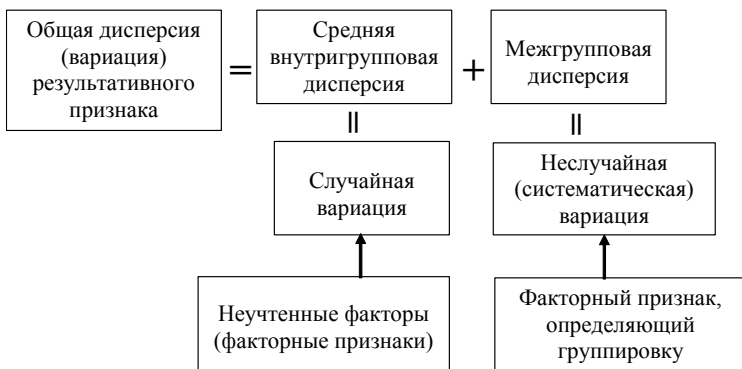 Общая дисперсия
(вариация)
результативного
признака
=
Средняя
внутригрупповая
дисперсия
+
Межгрупповая
дисперсия
=
=
Случайная
вариация
Неслучайная
(систематическая)
вариация
Неучтенные факторы
(факторные признаки)
Факторный признак,
определяющий
группировку